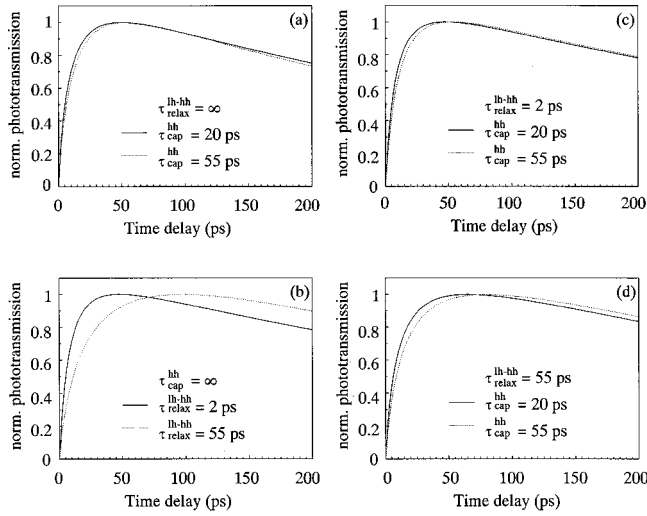 (a)
norm. phototransmission
1
0.8
0.6
0.4
0.2
0
τ^{lh-hh}_{relax} = ∞
τ^{hh}_{cap} = 20 ps
τ^{hh}_{cap} = 55 ps
0 50 100 150 200
Time delay (ps)
(c)
norm. phototransmission
1
0.8
0.6
0.4
0.2
0
τ^{lh-hh}_{relax} = 2 ps
τ^{hh}_{cap} = 20 ps
τ^{hh}_{cap} = 55 ps
0 50 100 150 200
Time delay (ps)
(b)
norm. phototransmission
1
0.8
0.6
0.4
0.2
0
τ^{hh}_{cap} = ∞
τ^{lh-hh}_{relax} = 2 ps
τ^{lh-hh}_{relax} = 55 ps
0 50 100 150 200
Time delay (ps)
(d)
norm. phototransmission
1
0.8
0.6
0.4
0.2
0
τ^{lh-hh}_{relax} = 55 ps
τ^{hh}_{cap} = 20 ps
τ^{hh}_{cap} = 55 ps
0 50 100 150 200
Time delay (ps)